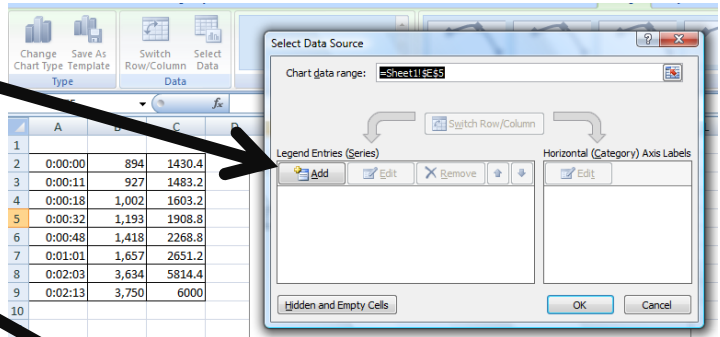 Select Data Source
?
X
Change Chart Type
Save As Template
Switch Row/Column
Select Data
Type
Data
fx
Chart data range: =Sheet1!$E$5
Switch Row/Column
Legend Entries (Series)
Horizontal (Category) Axis Labels
Add
Edit
Remove
Edit
Hidden and Empty Cells
OK
Cancel
A C D
1
2 0:00:00 894 1430.4
3 0:00:11 927 1483.2
4 0:00:18 1,002 1603.2
5 0:00:32 1,193 1908.8
6 0:00:48 1,418 2268.8
7 0:01:01 1,657 2651.2
8 0:02:03 3,634 5814.4
9 0:02:13 3,750 6000
10